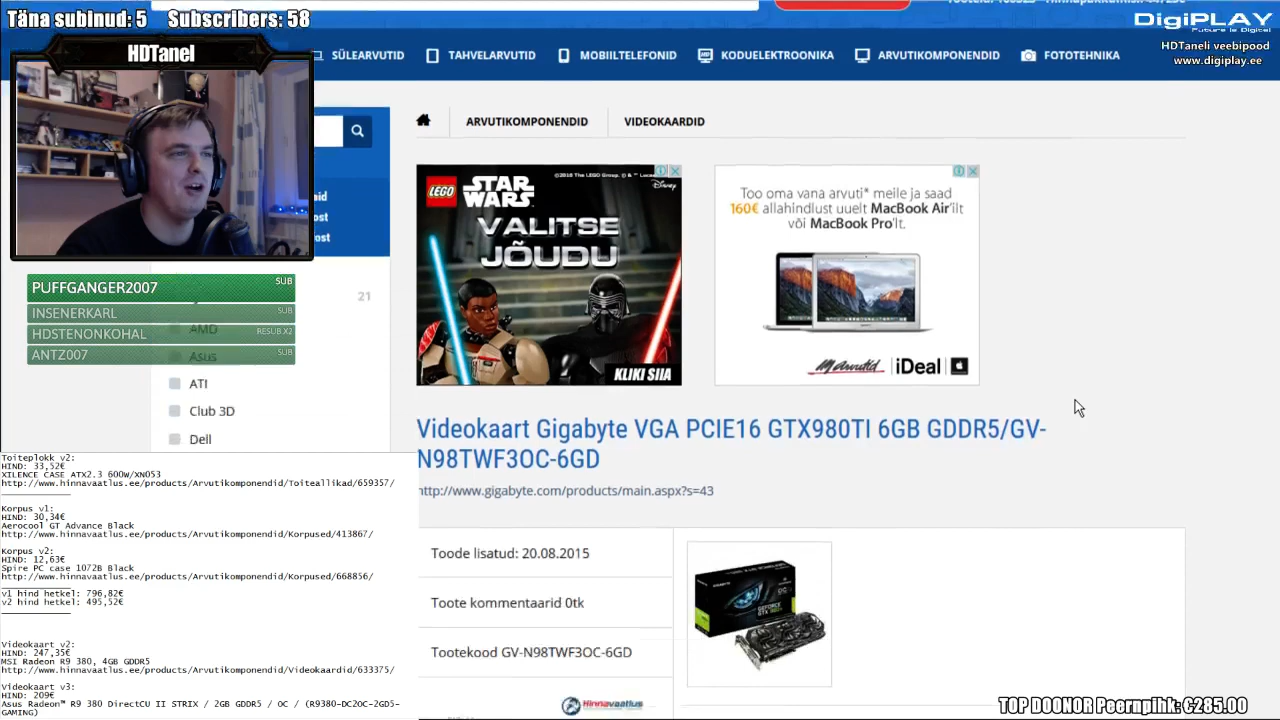 Täna subinud: 5 Subscribers: 58
HDTanel
SÜLEARVUTID
TAHVELARVUTID
MOBIILTELEFONID
KODUELEKTROONIKA
ARVUTIKOMPONENDID
FOTOTEHNIKA
DigiPLAY
Future is Digital
HDTaneli veebipood
www.digiplay.ee
ARVUTIKOMPONENDID
VIDEOKAARDID
LEGO STAR WARS
Disney
VALITSE
JÕUDU
KLIKI SIIA
Too oma vana arvuti* meile ja saad
160€ allahindlust uuelt MacBook Air'ilt
või MacBook Pro'lt.
iDeal
PUFFGANGER2007 SUB
INSENERKARL SUB
HDSTENONKOHAL RESUB X2
ANTZ007 SUB
21
AMD
Asus
ATI
Club 3D
Dell
Videokaart Gigabyte VGA PCIE16 GTX980TI 6GB GDDR5/GV-
N98TWF3OC-6GD
http://www.gigabyte.com/products/main.aspx?s=43
Toode lisatud: 20.08.2015
Toote kommentaarid 0tk
Tootekood GV-N98TWF3OC-6GD
Hinnavaatlus
Toiteplokk v2:
HIND: 33,52€
XILENCE CASE ATX2.3 600W/XN053
http://www.hinnavaatlus.ee/products/Arvutikomponendid/Toiteallikad/659357/
Korpus v1:
HIND: 30,34€
Aerocool GT Advance Black
http://www.hinnavaatlus.ee/products/Arvutikomponendid/Korpused/413867/
Korpus v2:
HIND: 12,63€
Spire PC case 1072B Black
http://www.hinnavaatlus.ee/products/Arvutikomponendid/Korpused/668856/
v1 hind hetkel: 796,82€
v2 hind hetkel: 495,52€
Videokaart v2:
HIND: 247,35€
MSI Radeon R9 380, 4GB GDDR5
http://www.hinnavaatlus.ee/products/Arvutikomponendid/Videokaardid/633375/
Videokaart v3:
HIND: 209€
Asus Radeon™ R9 380 DirectCU II STRIX / 2GB GDDR5 / OC / (R9380-DC2OC-2GD5-
GAMING)
TOP DOONOR Peernpihk: €285.00